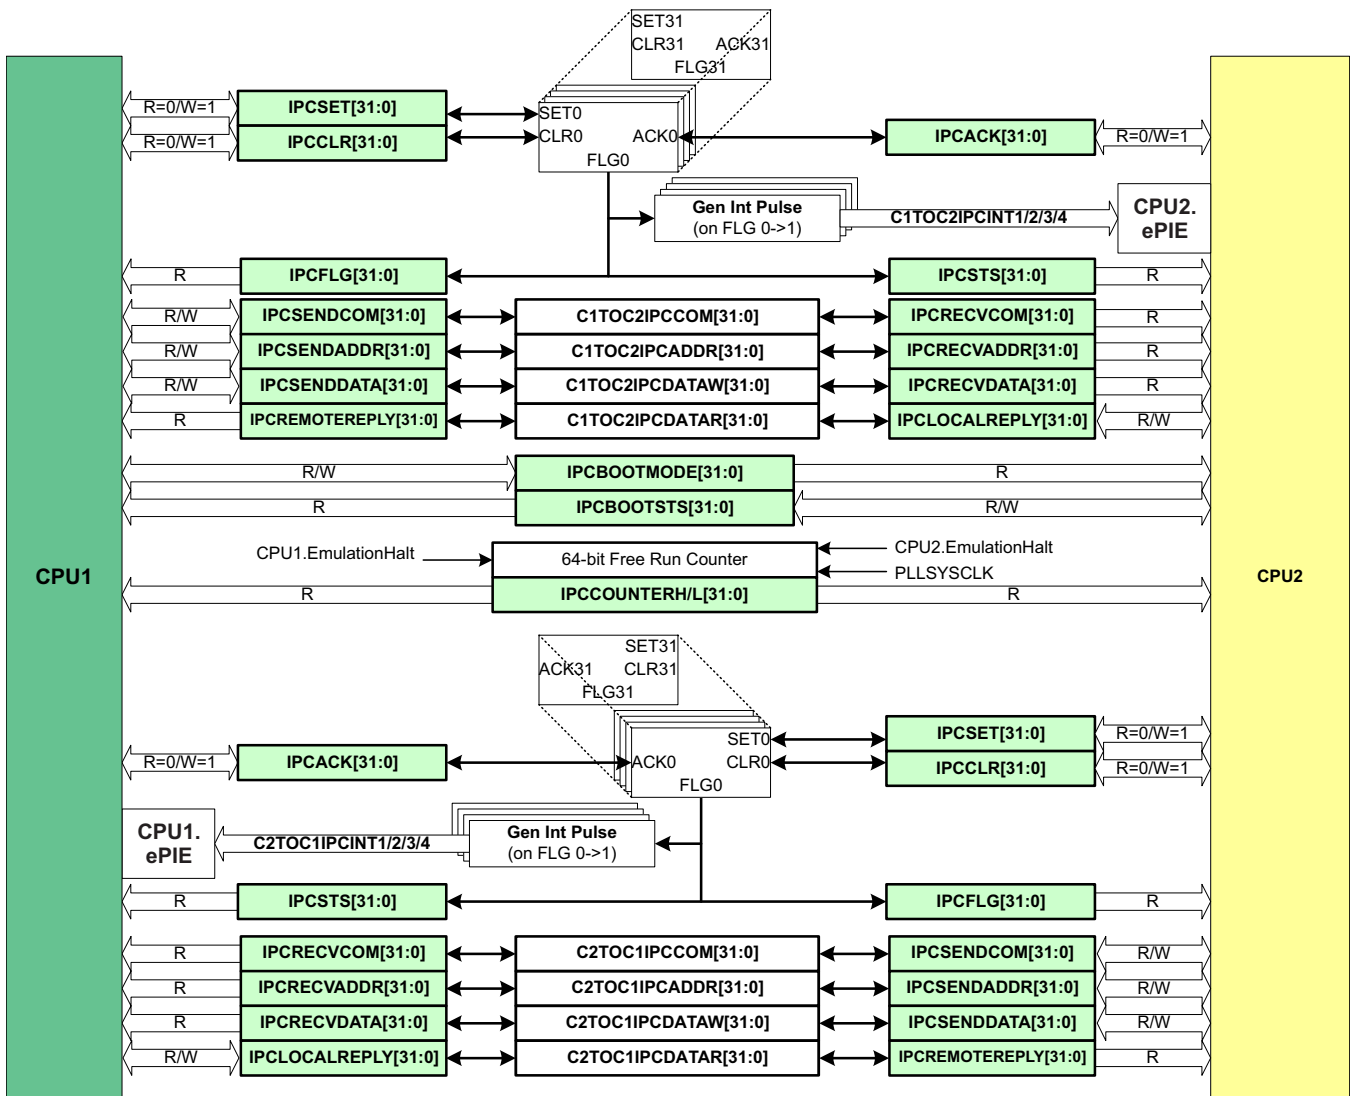 SET31
CLR31 ACK31
FLG31
R=0/W=1 IPCSET[31:0] SET0
R=0/W=1 IPCCLR[31:0] CLR0 ACK0 IPCACK[31:0] R=0/W=1
FLG0
Gen Int Pulse
(on FLG 0->1)
C1TOC2IPCINT1/2/3/4
CPU2.
ePIE
R IPCFLG[31:0] IPCSTS[31:0] R
R/W IPCSENDCOM[31:0] C1TOC2IPCCOM[31:0] IPCRECVCOM[31:0] R
R/W IPCSENDADDR[31:0] C1TOC2IPCADDR[31:0] IPCRECVADDR[31:0] R
R/W IPCSENDDATA[31:0] C1TOC2IPCDATAW[31:0] IPCRECVDATA[31:0] R
R IPCREMOTEREPLY[31:0] C1TOC2IPCDATAR[31:0] IPCLOCALREPLY[31:0] R/W
R/W IPCBOOTMODE[31:0] R
R IPCBOOTSTS[31:0] R/W
CPU1.EmulationHalt 64-bit Free Run Counter CPU2.EmulationHalt
PLLSYSCLK
CPU1
CPU2
R IPCCOUNTERH/L[31:0] R
SET31
ACK31 CLR31
FLG31
SET0 IPCSET[31:0] R=0/W=1
R=0/W=1 IPCACK[31:0] ACK0 CLR0 IPCCLR[31:0] R=0/W=1
FLG0
CPU1.
ePIE
C2TOC1IPCINT1/2/3/4
Gen Int Pulse
(on FLG 0->1)
R IPCSTS[31:0] IPCFLG[31:0] R
R IPCRECVCOM[31:0] C2TOC1IPCCOM[31:0] IPCSENDCOM[31:0] R/W
R IPCRECVADDR[31:0] C2TOC1IPCADDR[31:0] IPCSENDADDR[31:0] R/W
R IPCRECVDATA[31:0] C2TOC1IPCDATAW[31:0] IPCSENDDATA[31:0] R/W
R/W IPCLOCALREPLY[31:0] C2TOC1IPCDATAR[31:0] IPCREMOTEREPLY[31:0] R